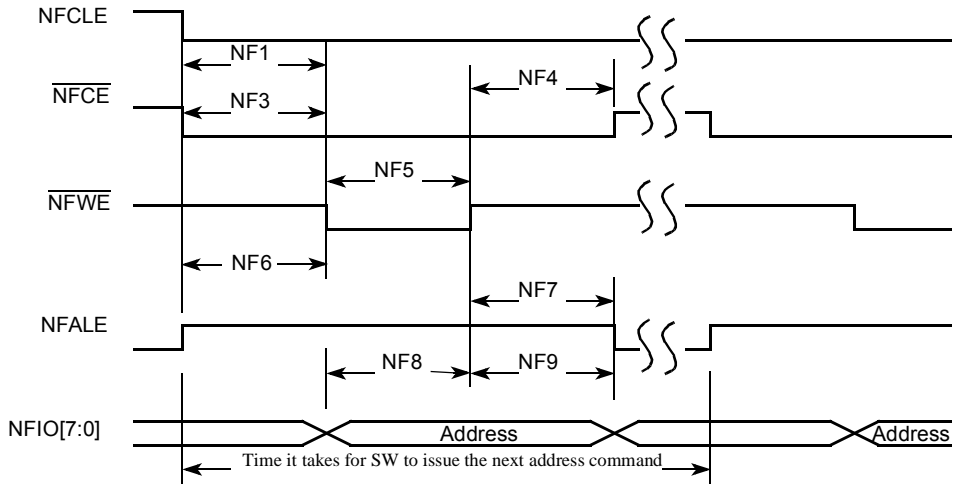 NFCLE
NF1
NF4
NFCE
NF3
NF5
NFWE
NF6
NF7
NFALE
NF8
NF9
NFIO[7:0]
Address
Address
Time it takes for SW to issue the next address command